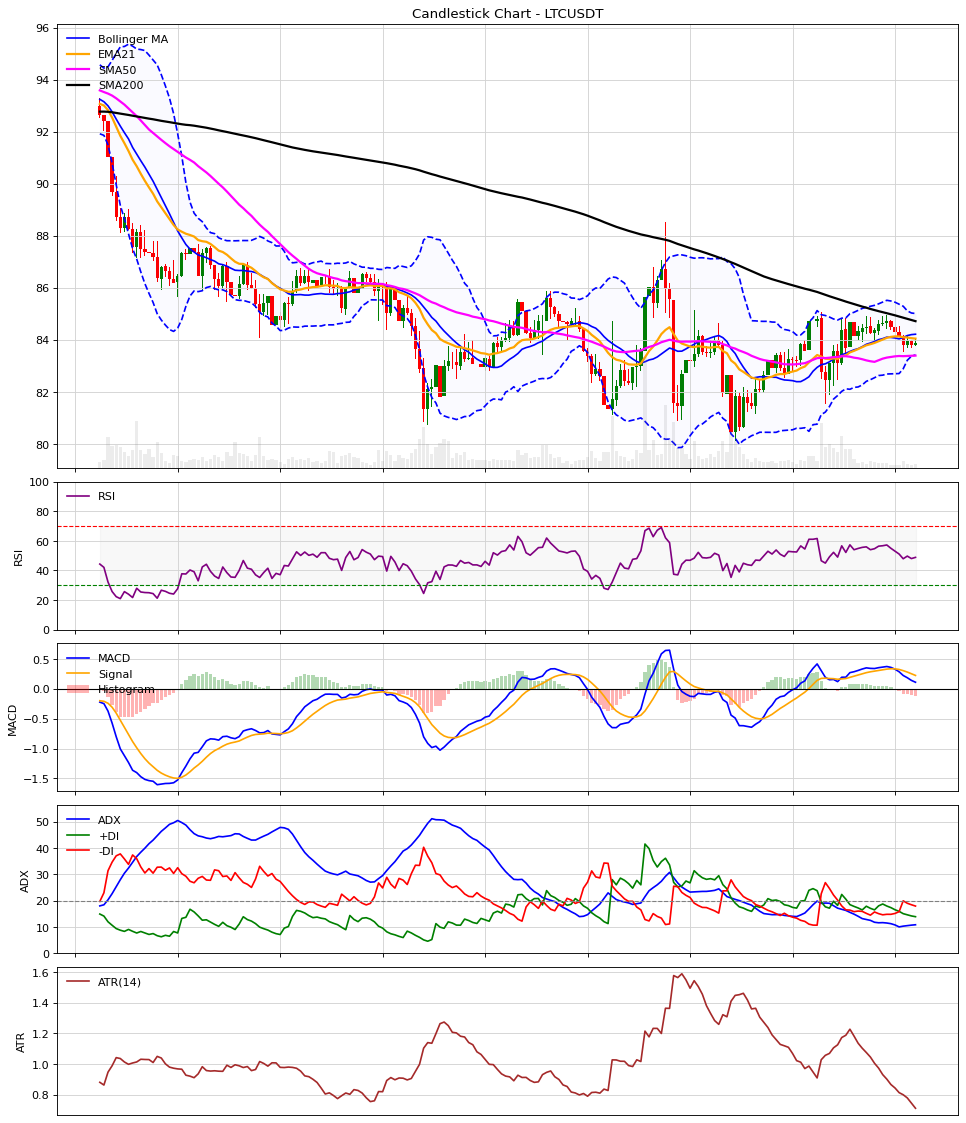 Candlestick Chart - LTCUSDT
96
94
92
90
88
86
84
82
80
Bollinger MA
EMA21
SMA50
SMA200
100
80
60
40
20
0
RSI
RSI
0.5
0.0
−0.5
−1.0
−1.5
MACD
MACD
Signal
Histogram
50
40
30
20
10
0
ADX
ADX
+DI
-DI
1.6
1.4
1.2
1.0
0.8
ATR
ATR(14)